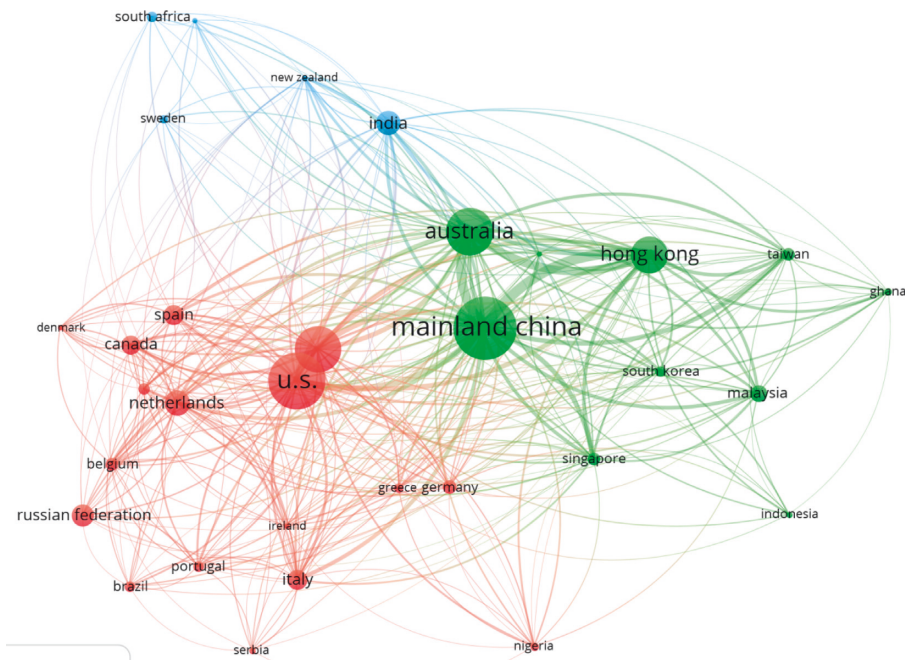 south africa
new zealand
sweden
india
australia
hong kong
taiwan
ghana
mainland china
spain
denmark
canada
u.s.
south korea
netherlands
malaysia
belgium
singapore
greece
germany
russian federation
ireland
indonesia
portugal
italy
brazil
serbia
nigeria